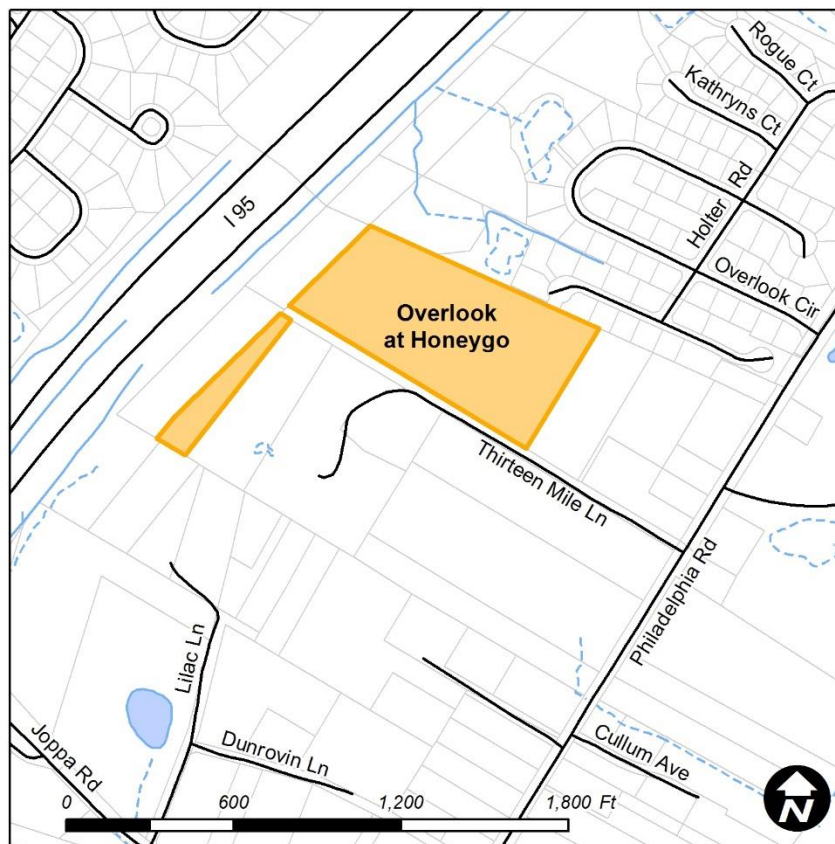 Rogue Ct
Kathryns Ct
I 95
Holter Rd
Overlook Cir
Overlook
at Honeygo
Thirteen Mile Ln
Philadelphia Rd
Lilac Ln
Joppa Rd
Dunrovin Ln
Cullum Ave
0 600 1,200 1,800 Ft
N